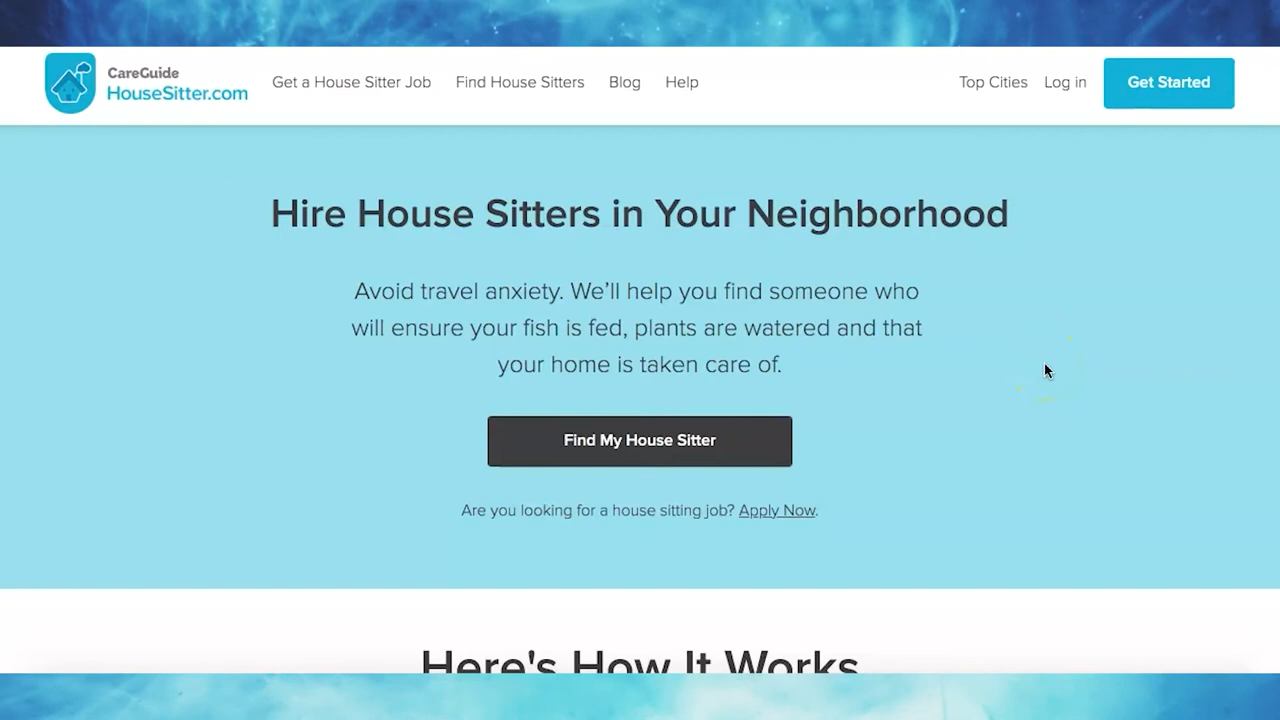 CareGuide
HouseSitter.com
Get a House Sitter Job
Find House Sitters
Blog
Help
Top Cities
Log in
Get Started
Hire House Sitters in Your Neighborhood
Avoid travel anxiety. We’ll help you find someone who
will ensure your fish is fed, plants are watered and that
your home is taken care of.
Find My House Sitter
Are you looking for a house sitting job? Apply Now.
Here's How It Works